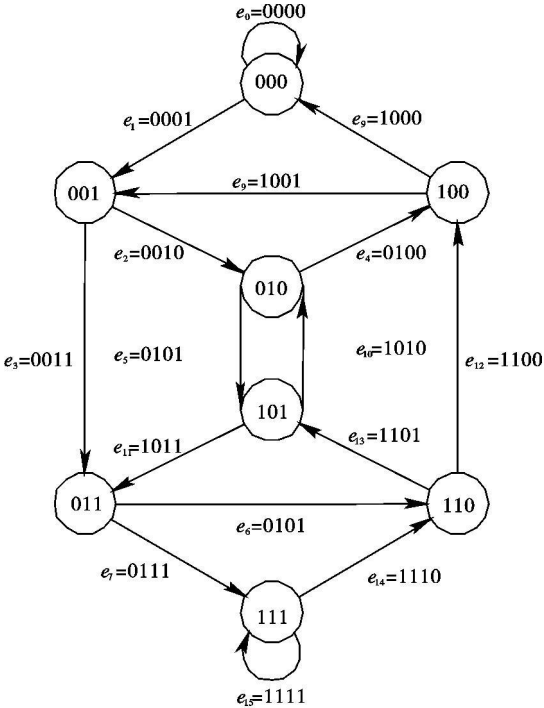 e₀=0000
000
e₁=0001
e₉=1000
001
e₉=1001
100
e₂=0010
e₄=0100
010
e₃=0011
e₅=0101
e₁₀=1010
e₁₂=1100
101
e₁₁=1011
e₁₃=1101
011
110
e₆=0101
e₇=0111
e₁₄=1110
111
e₁₅=1111